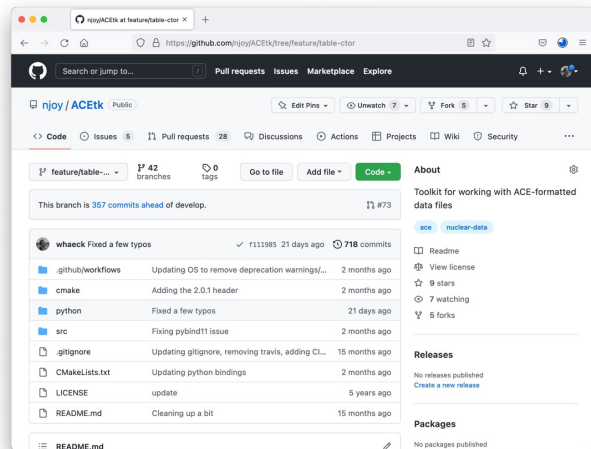 njoy/ACEtk at feature/table-ctor × +
https://github.com/njoy/ACEtk/tree/feature/table-ctor
Search or jump to... / Pull requests Issues Marketplace Explore
njoy / ACEtk Public Edit Pins Unwatch 7 Fork 5 Star 9
Code Issues 5 Pull requests 28 Discussions Actions Projects Wiki Security ...
feature/table-... 42 branches 0 tags Go to file Add file Code
This branch is 357 commits ahead of develop. #73
whaeck Fixed a few typos f111985 21 days ago 718 commits
.github/workflows Updating OS to remove deprecation warnings/... 2 months ago
cmake Adding the 2.0.1 header 2 months ago
python Fixed a few typos 21 days ago
src Fixing pybind11 issue 2 months ago
.gitignore Updating gitignore, removing travis, adding CI... 15 months ago
CMakeLists.txt Updating python bindings 2 months ago
LICENSE update 5 years ago
README.md Cleaning up a bit 15 months ago
README.md
About
Toolkit for working with ACE-formatted
data files
ace nuclear-data
Readme
View license
9 stars
7 watching
5 forks
Releases
No releases published
Create a new release
Packages
No packages published